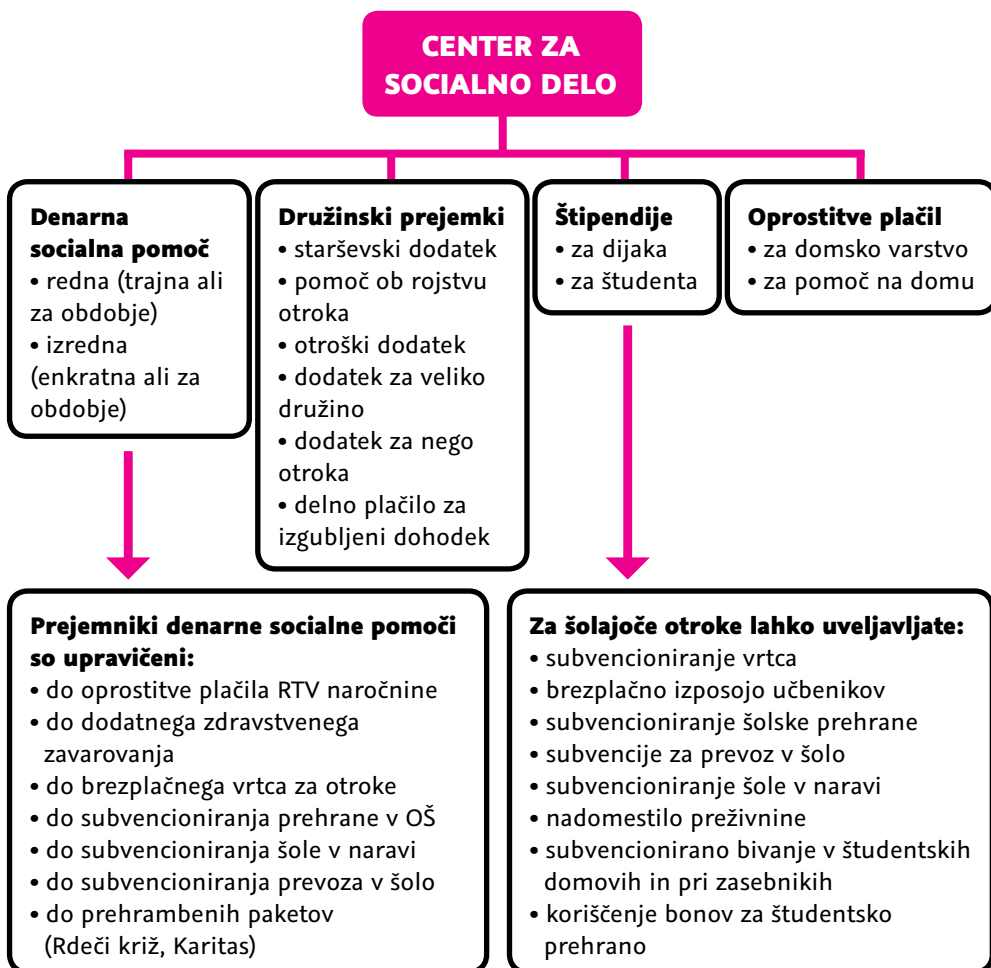 CENTER ZA
SOCIALNO DELO
Denarna
socialna pomoč
• redna (trajna ali
za obdobje)
• izredna
(enkratna ali za
obdobje)
Družinski prejemki
• starševski dodatek
• pomoč ob rojstvu
otroka
• otroški dodatek
• dodatek za veliko
družino
• dodatek za nego
otroka
• delno plačilo za
izgubljeni dohodek
Štipendije
• za dijaka
• za študenta
Oprostitve plačil
• za domsko varstvo
• za pomoč na domu
Prejemniki denarne socialne pomoči
so upravičeni:
• do oprostitve plačila RTV naročnine
• do dodatnega zdravstvenega
zavarovanja
• do brezplačnega vrtca za otroke
• do subvencioniranja prehrane v OŠ
• do subvencioniranja šole v naravi
• do subvencioniranja prevoza v šolo
• do prehrambenih paketov
(Rdeči križ, Karitas)
Za šolajoče otroke lahko uveljavljate:
• subvencioniranje vrtca
• brezplačno izposojo učbenikov
• subvencioniranje šolske prehrane
• subvencije za prevoz v šolo
• subvencioniranje šole v naravi
• nadomestilo preživnine
• subvencionirano bivanje v študentskih
domovih in pri zasebnikih
• koriščenje bonov za študentsko
prehrano